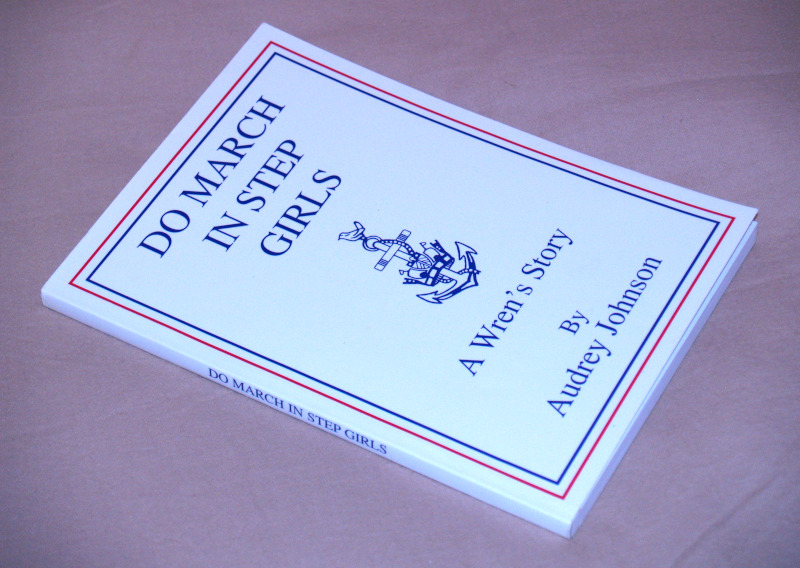 DO MARCH
IN STEP
GIRLS
A Wren's Story
By
Audrey Johnson
DO MARCH IN STEP GIRLS